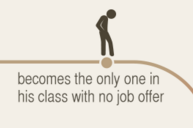 becomes the only one in
his class with no job offer